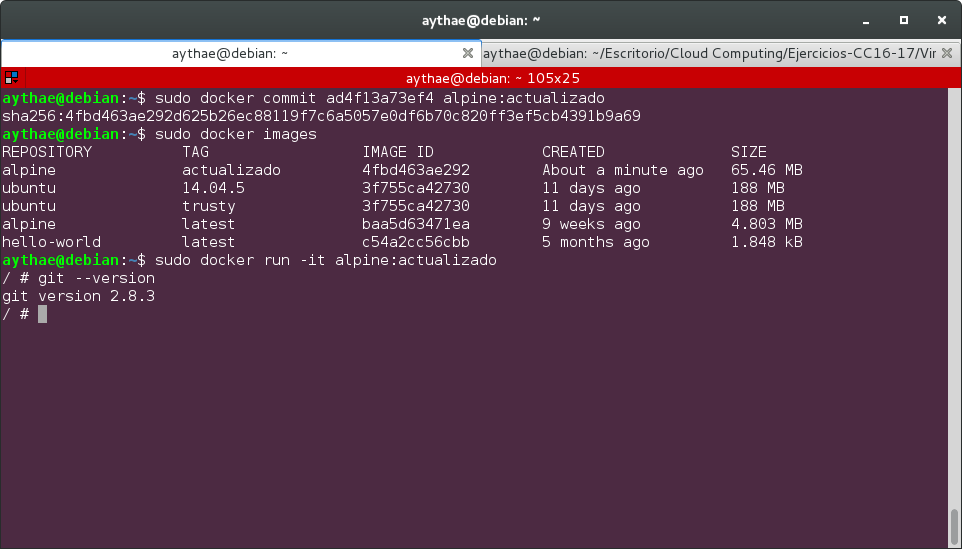 aythae@debian: ~
aythae@debian: ~
aythae@debian: ~/Escritorio/Cloud Computing/Ejercicios-CC16-17/Vir
aythae@debian: ~ 105x25
aythae@debian:~$ sudo docker commit ad4f13a73ef4 alpine:actualizado
sha256:4fbd463ae292d625b26ec88119f7c6a5057e0df6b70c820ff3ef5cb4391b9a69
aythae@debian:~$ sudo docker images
REPOSITORY          TAG                 IMAGE ID            CREATED              SIZE
alpine              actualizado         4fbd463ae292        About a minute ago   65.46 MB
ubuntu              14.04.5             3f755ca42730        11 days ago          188 MB
ubuntu              trusty              3f755ca42730        11 days ago          188 MB
alpine              latest              baa5d63471ea        9 weeks ago          4.803 MB
hello-world         latest              c54a2cc56cbb        5 months ago         1.848 kB
aythae@debian:~$ sudo docker run -it alpine:actualizado
/ # git --version
git version 2.8.3
/ #